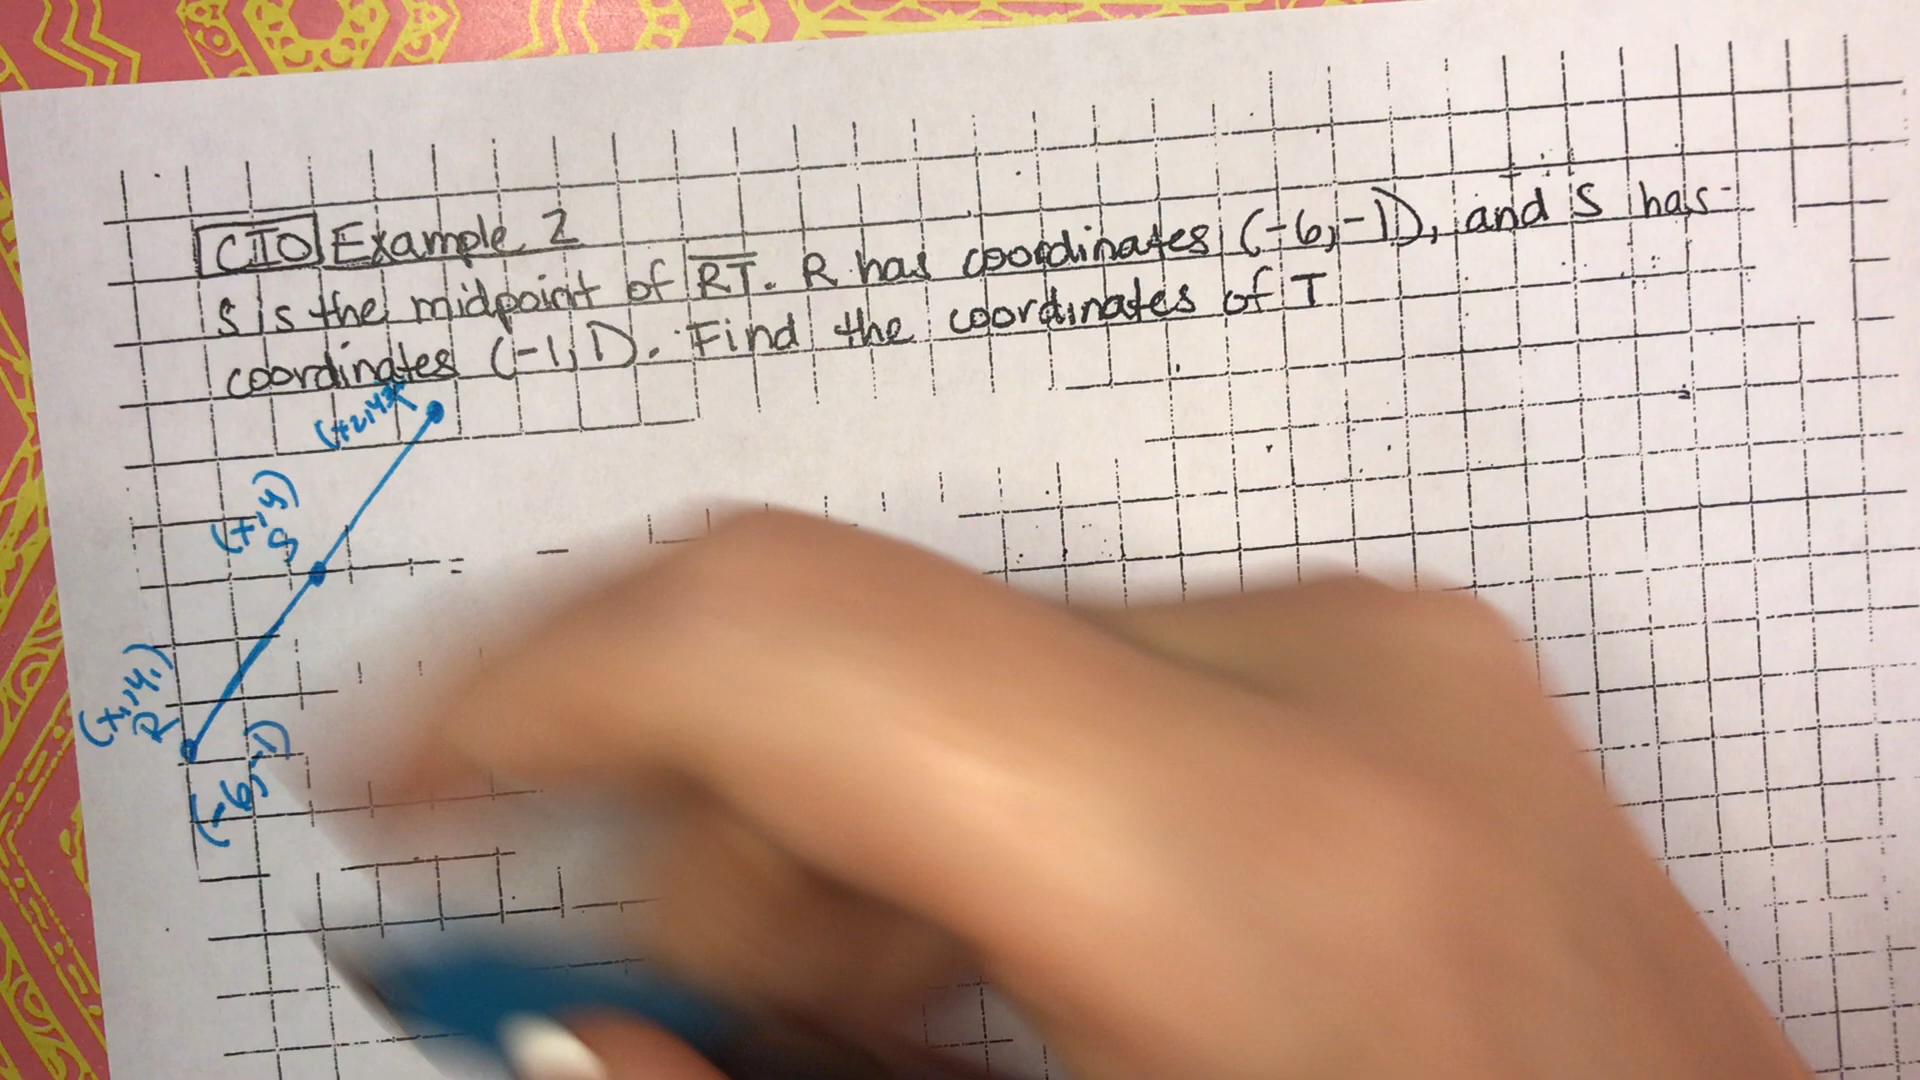 CIO Example 2
S is the midpoint of RT. R has coordinates (-6,-1), and S has
coordinates (-1,1). Find the coordinates of T
(x2,y2) T
(x,y)
S
(x1,y1)
R
(-6,-1)